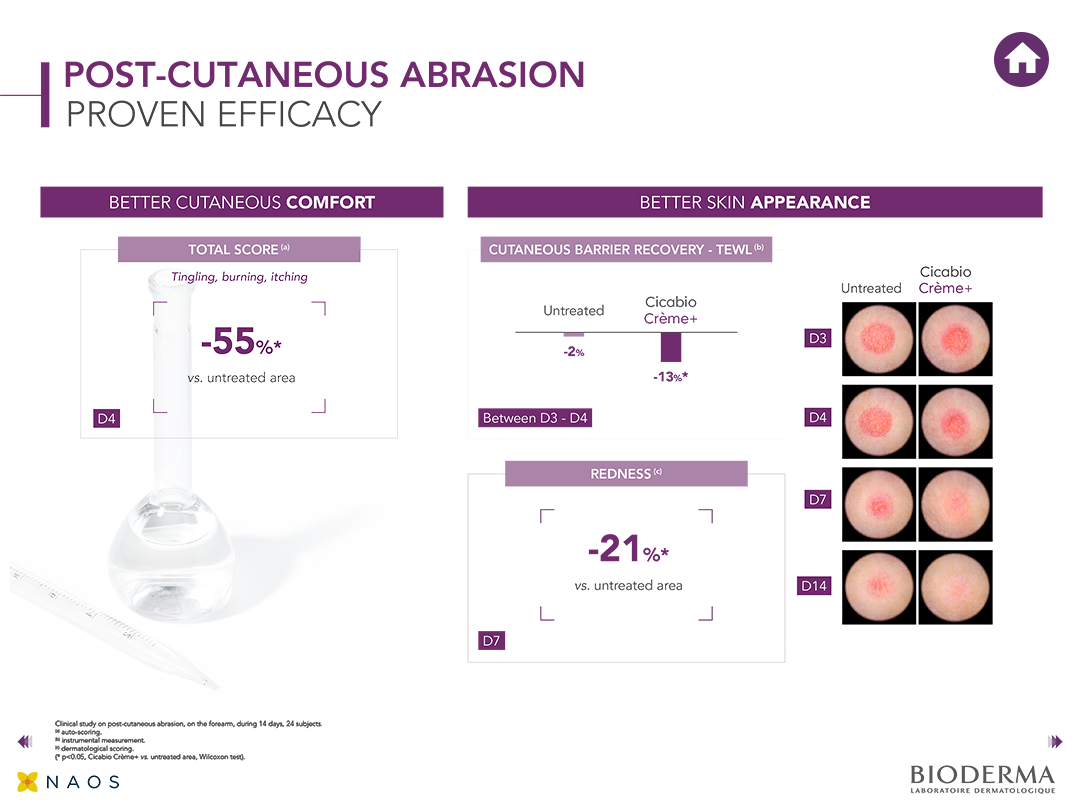 POST-CUTANEOUS ABRASION
PROVEN EFFICACY
BETTER CUTANEOUS COMFORT
TOTAL SCORE (a)
Tingling, burning, itching
-55%*
vs. untreated area
D4
BETTER SKIN APPEARANCE
CUTANEOUS BARRIER RECOVERY - TEWL (b)
Untreated
Cicabio
Crème+
-2%
-13%*
Between D3 - D4
REDNESS (c)
-21%*
vs. untreated area
D7
Untreated
Cicabio
Crème+
D3
D4
D7
D14
Clinical study on post-cutaneous abrasion, on the forearm, during 14 days, 24 subjects.
(a) auto-scoring.
(b) instrumental measurement.
(c) dermatological scoring.
(* p<0.05, Cicabio Crème+ vs. untreated area, Wilcoxon test).
NAOS
BIODERMA
LABORATOIRE DERMATOLOGIQUE